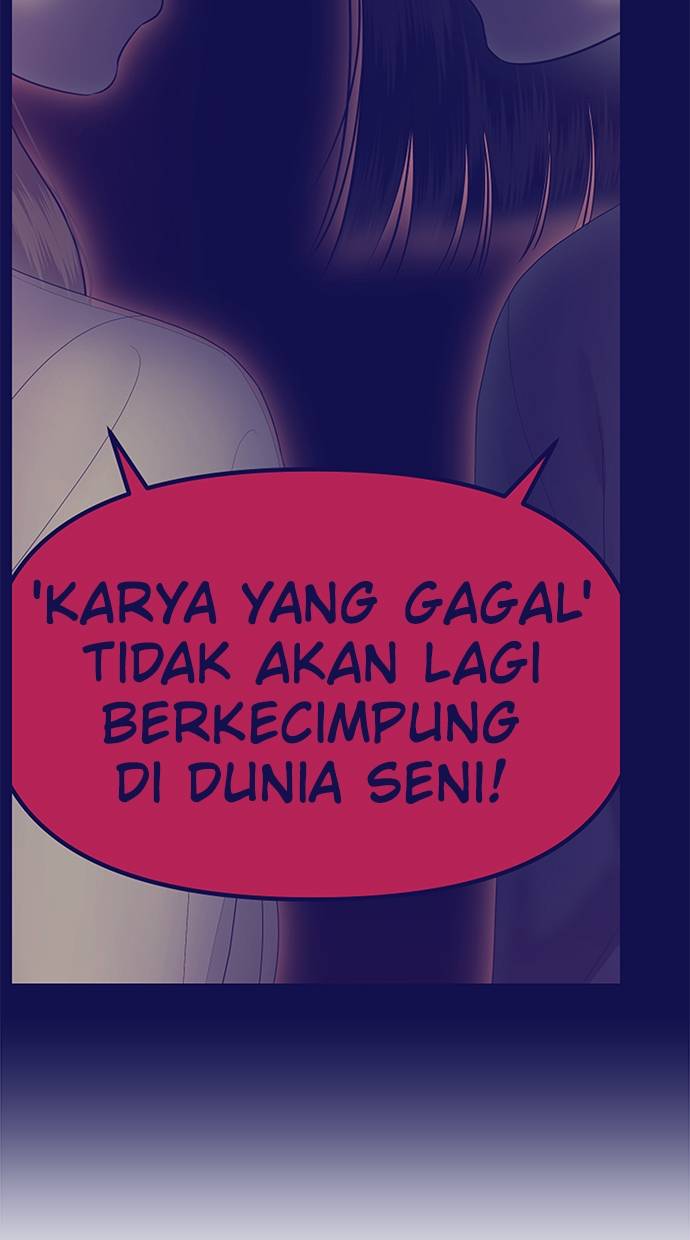 'KARYA YANG GAGAL'
TIDAK AKAN LAGI
BERKECIMPUNG
DI DUNIA SENI!